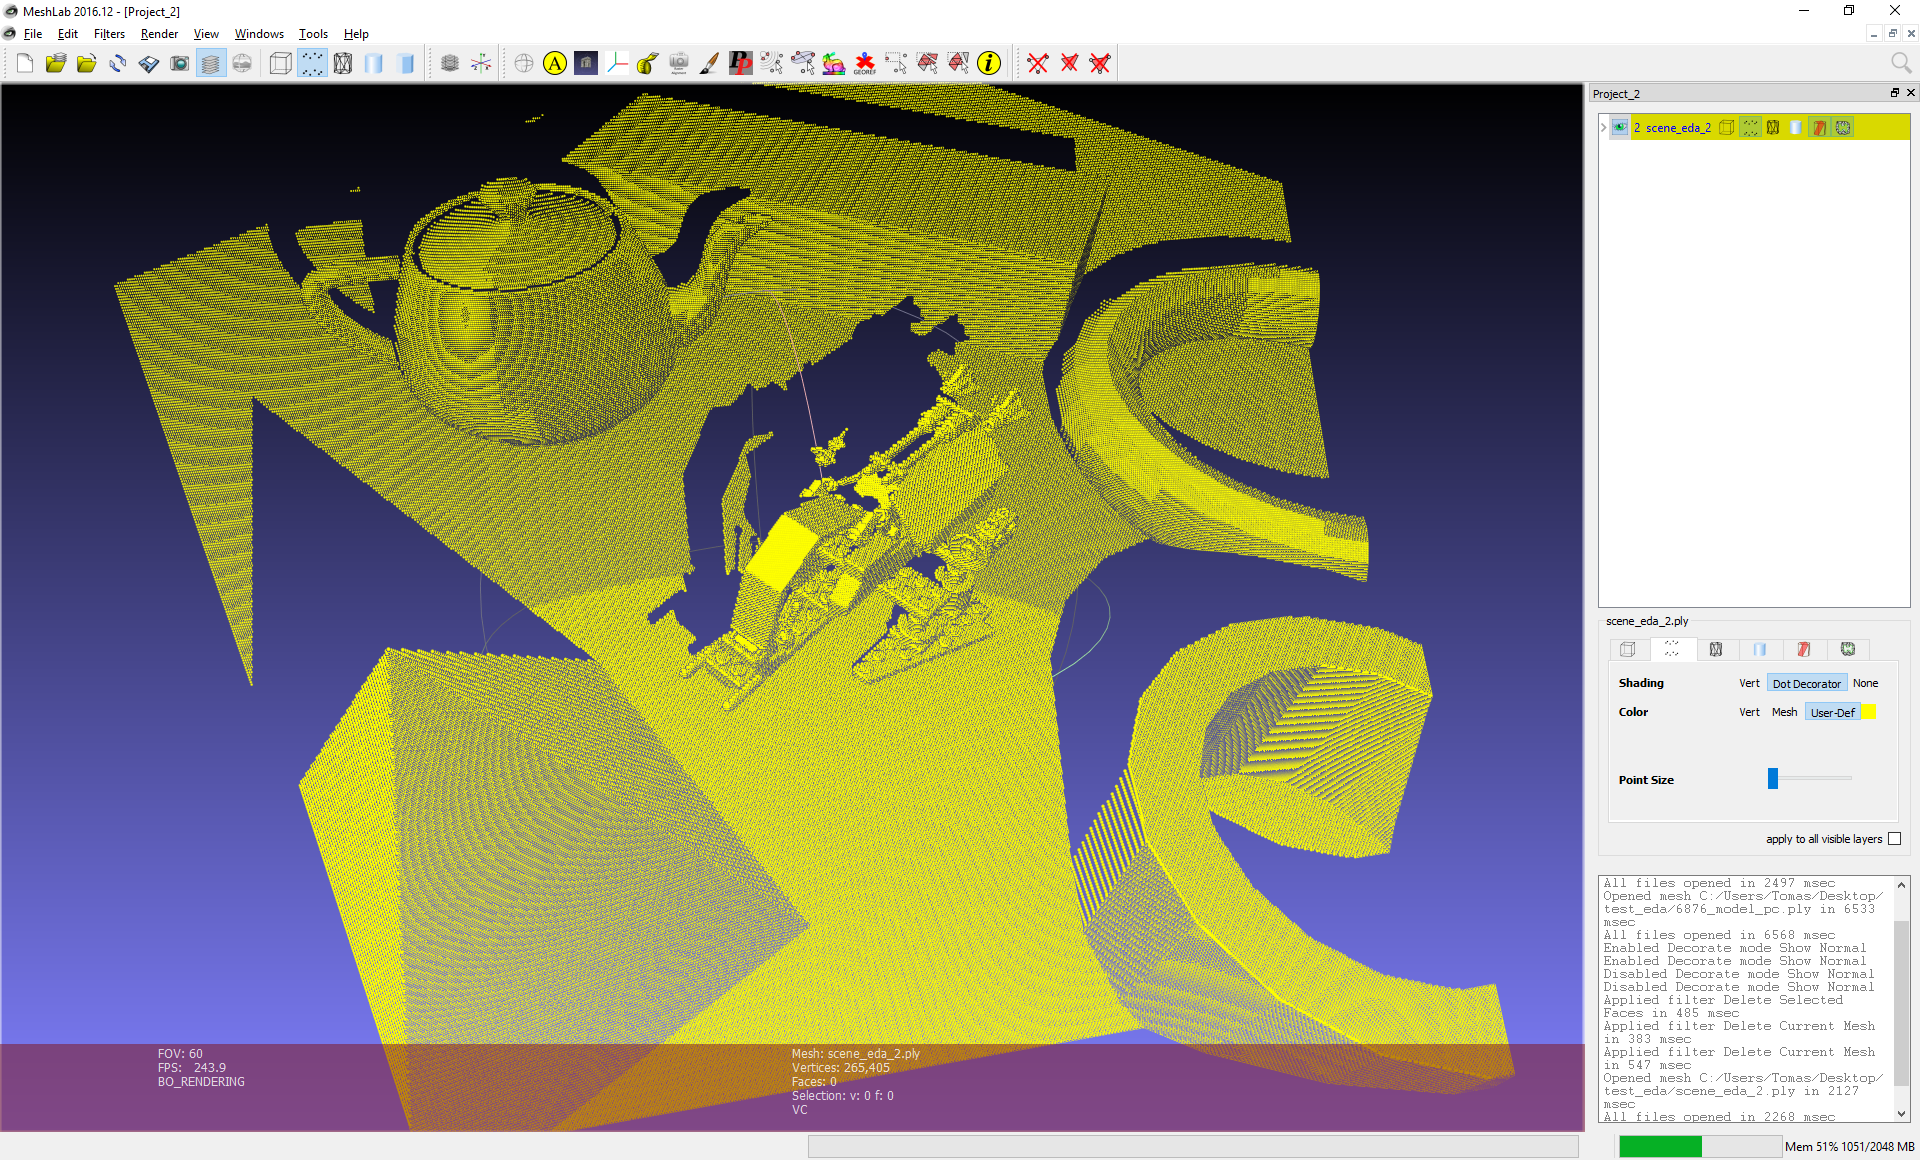 MeshLab 2016.12 - [Project_2]
File Edit Filters Render View Windows Tools Help
A
PP
GEOREF
i
Project_2
2 scene_eda_2
scene_eda_2.ply
Shading Vert Dot Decorator None
Color Vert Mesh User-Def
Point Size
apply to all visible layers
All files opened in 2497 msec
Opened mesh C:/Users/Tomas/Desktop/
test_eda/6876_model_pc.ply in 6533
msec
All files opened in 6568 msec
Enabled Decorate mode Show Normal
Enabled Decorate mode Show Normal
Disabled Decorate mode Show Normal
Disabled Decorate mode Show Normal
Applied filter Delete Selected
Faces in 485 msec
Applied filter Delete Current Mesh
in 383 msec
Applied filter Delete Current Mesh
in 547 msec
Opened mesh C:/Users/Tomas/Desktop/
test_eda/scene_eda_2.ply in 2127
msec
All files opened in 2268 msec
FOV: 60
FPS: 243.9
BO_RENDERING
Mesh: scene_eda_2.ply
Vertices: 265,405
Faces: 0
Selection: v: 0 f: 0
VC
Mem 51% 1051/2048 MB